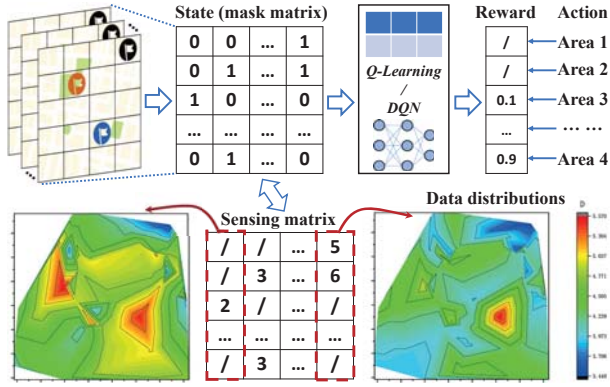 State (mask matrix)
Reward
Action
0 0 ... 1
0 1 ... 1
1 0 ... 0
... ... ... ...
0 1 ... 0
Q-Learning
/
DQN
/
/
0.1
...
0.9
Area 1
Area 2
Area 3
... ...
Area 4
...
...
Sensing matrix
/ / ... 5
/ 3 ... 6
2 / ... /
... ... ... ...
/ 3 ... /
Data distributions
D